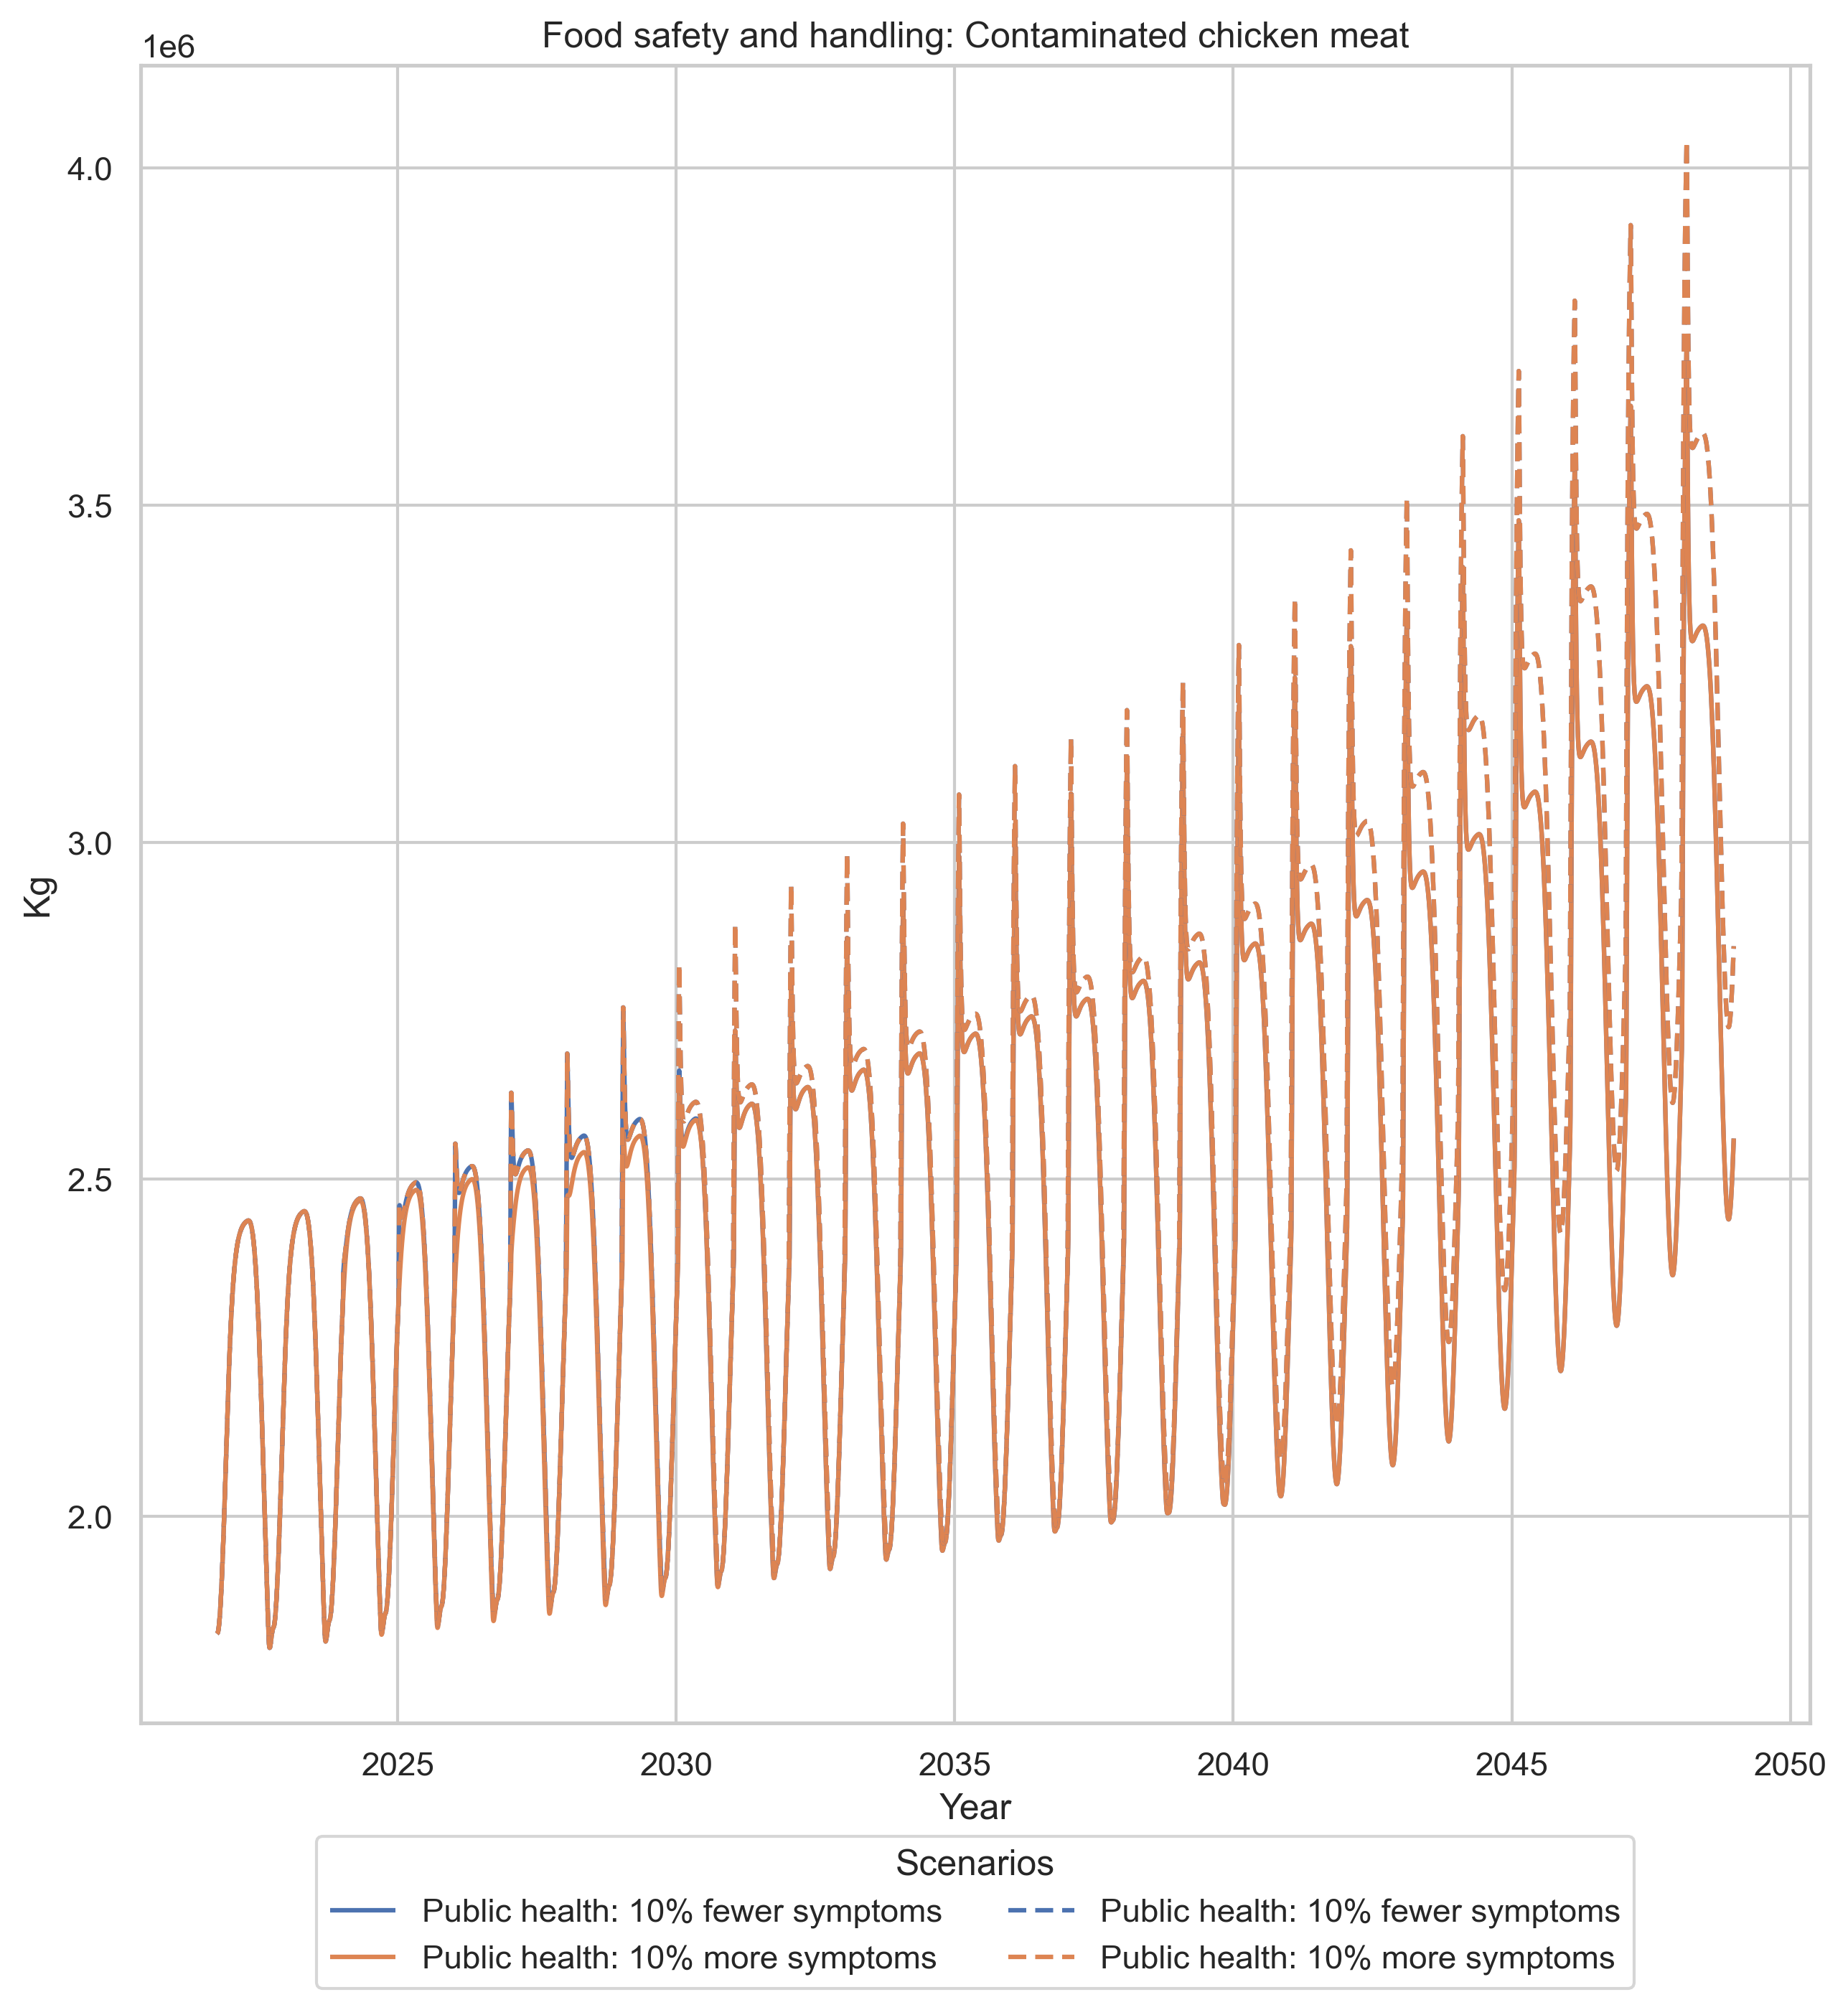 Food safety and handling: Contaminated chicken meat
1e6
4.0
3.5
3.0
2.5
2.0
Kg
2025 2030 2035 2040 2045 2050
Year
Scenarios
Public health: 10% fewer symptoms Public health: 10% fewer symptoms
Public health: 10% more symptoms Public health: 10% more symptoms